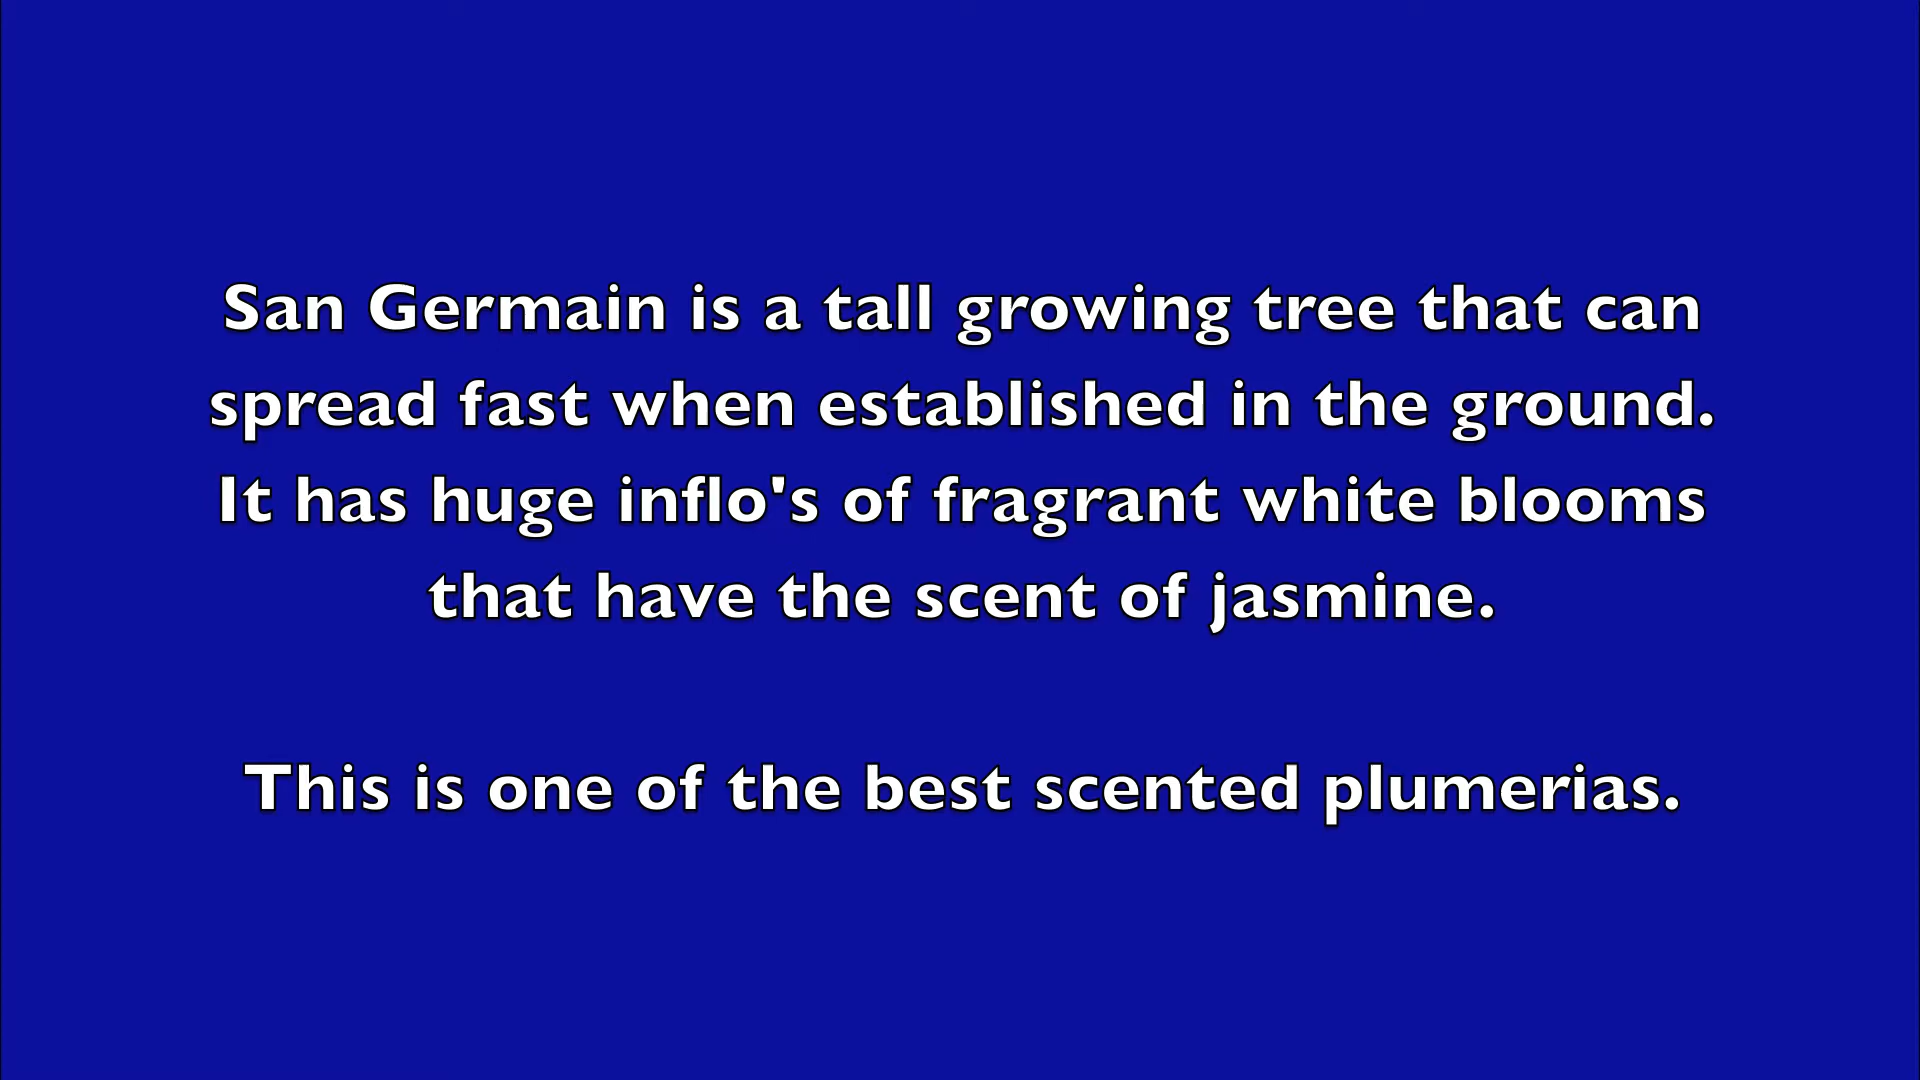 San Germain is a tall growing tree that can
spread fast when established in the ground.
It has huge inflo's of fragrant white blooms
that have the scent of jasmine.
This is one of the best scented plumerias.